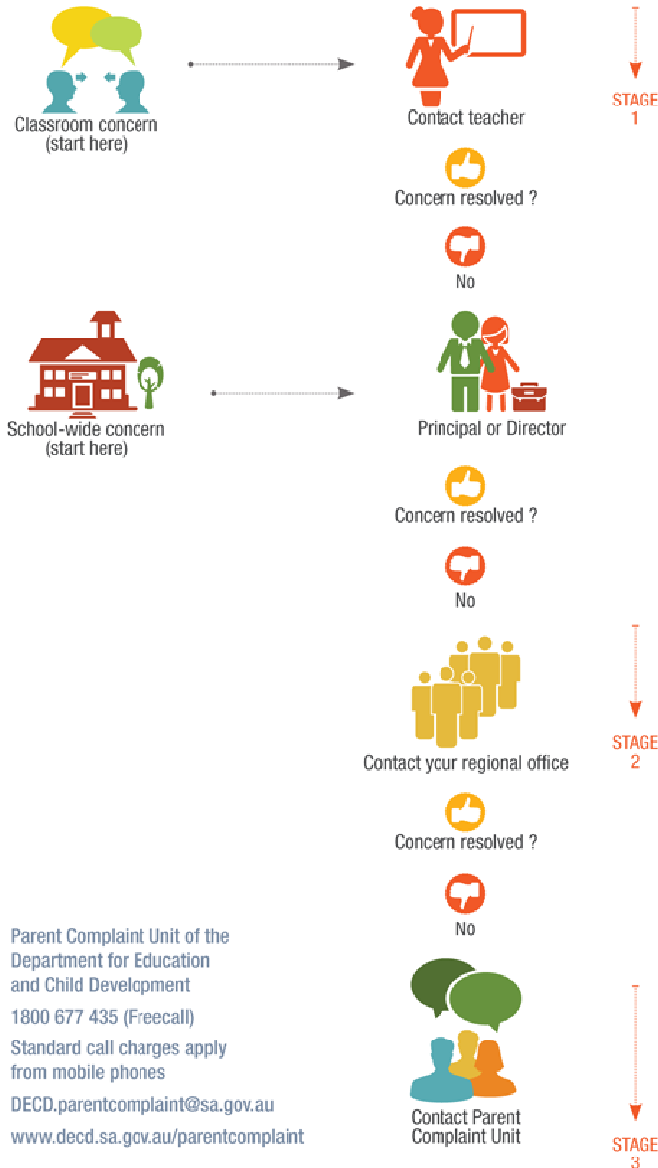 Classroom concern
(start here)
Contact teacher
STAGE
1
Concern resolved ?
No
School-wide concern
(start here)
Principal or Director
Concern resolved ?
No
Contact your regional office
STAGE
2
Concern resolved ?
No
Parent Complaint Unit of the
Department for Education
and Child Development
1800 677 435 (Freecall)
Standard call charges apply
from mobile phones
DECD.parentcomplaint@sa.gov.au
www.decd.sa.gov.au/parentcomplaint
Contact Parent
Complaint Unit
STAGE
3